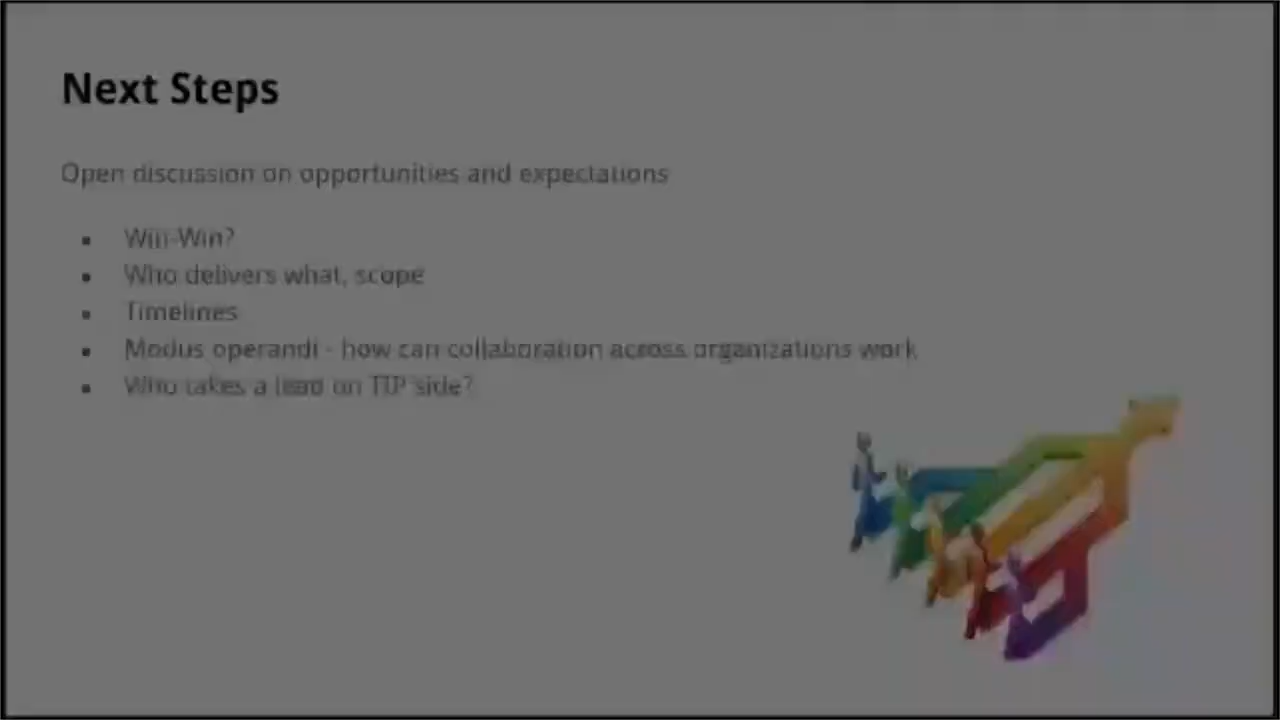 Next Steps
Open discussion on opportunities and expectations
Win-Win?
Who delivers what, scope
Timelines
Modus operandi - how can collaboration across organizations work
Who takes a lead on TIP side?